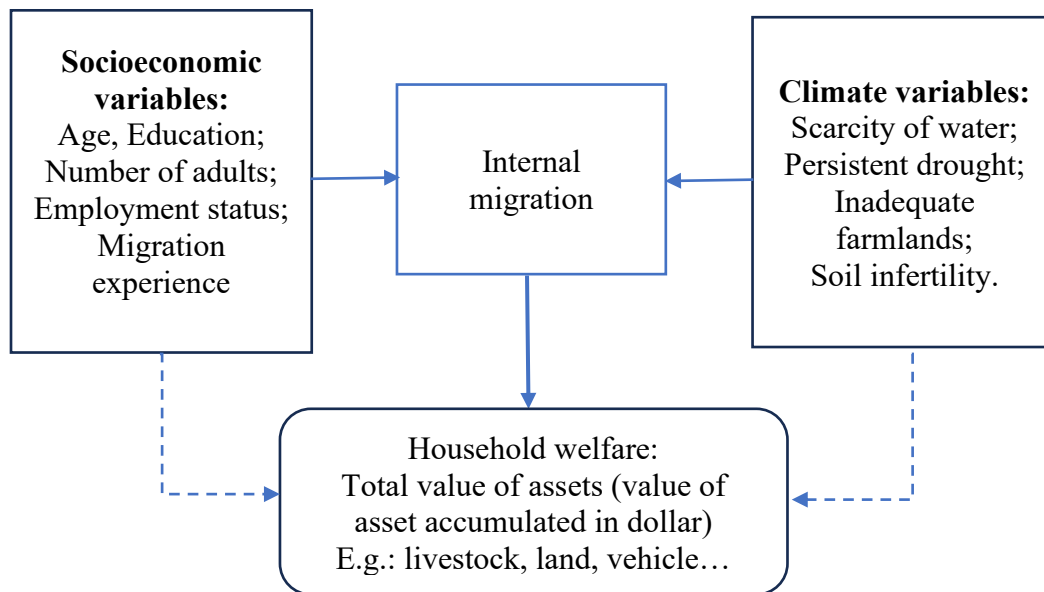 Socioeconomic
variables:
Age, Education;
Number of adults;
Employment status;
Migration
experience
Internal
migration
Climate variables:
Scarcity of water;
Persistent drought;
Inadequate
farmlands;
Soil infertility.
Household welfare:
Total value of assets (value of
asset accumulated in dollar)
E.g.: livestock, land, vehicle…